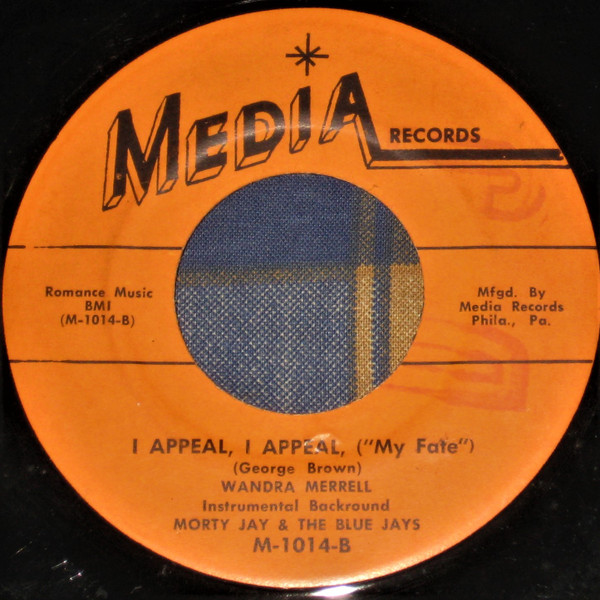 MEDIA RECORDS
Romance Music
BMI
(M-1014-B)
Mfgd. By
Media Records
Phila., Pa.
I APPEAL, I APPEAL, ("My Fate")
(George Brown)
WANDRA MERRELL
Instrumental Backround
MORTY JAY & THE BLUE JAYS
M-1014-B